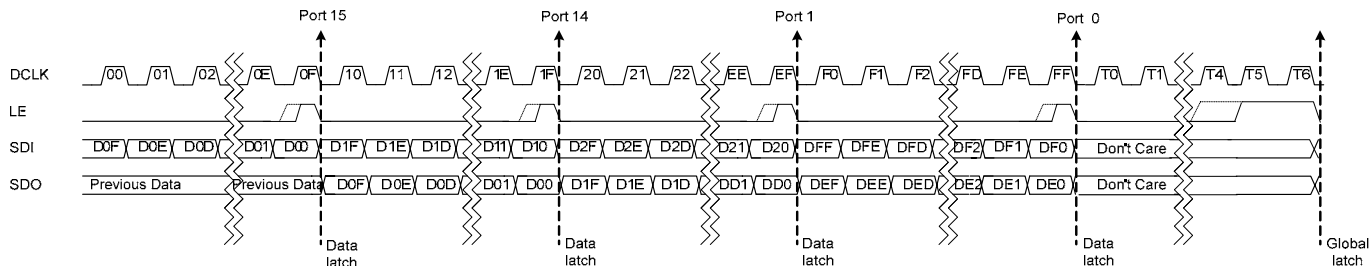 Port 15 Port 14 Port 1 Port 0
DCLK 00 01 02 0E 0F 10 11 12 1E 1F 20 21 22 EE EF F0 F1 F2 FD FE FF T0 T1 T4 T5 T6
LE
SDI D0F D0E D0D D01 D00 D1F D1E D1D D11 D10 D2F D2E D2D D21 D20 DFF DFE DFD DF2 DF1 DF0 Don"t Care
SDO Previous Data Previous Data D0F D0E D0D D01 D00 D1F D1E D1D DD1 DD0 DEF DEE DED DE2 DE1 DE0 Don"t Care
Data Data Data Data Global
latch latch latch latch latch